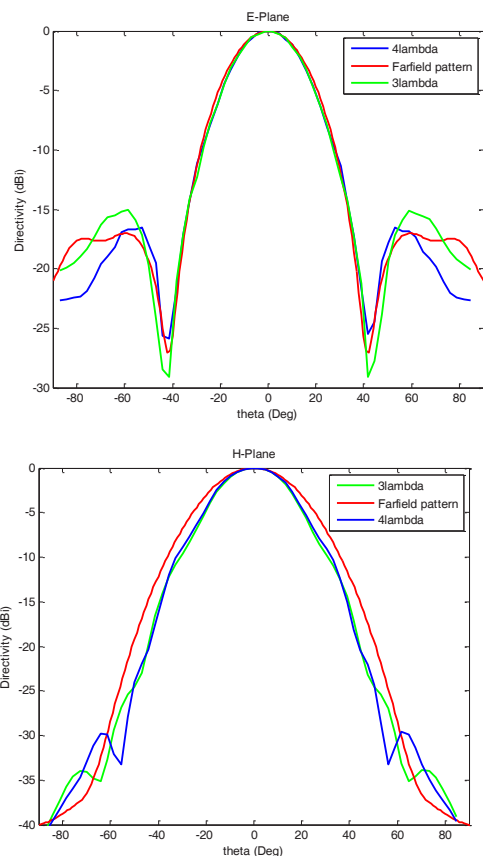 E-Plane
0
-5
-10
-15
-20
-25
-30
Directivity (dBi)
4lambda
Farfield pattern
3lambda
-80 -60 -40 -20 0 20 40 60 80
theta (Deg)
H-Plane
0
-5
-10
-15
-20
-25
-30
-35
-40
Directivity (dBi)
3lambda
Farfield pattern
4lambda
-80 -60 -40 -20 0 20 40 60 80
theta (Deg)